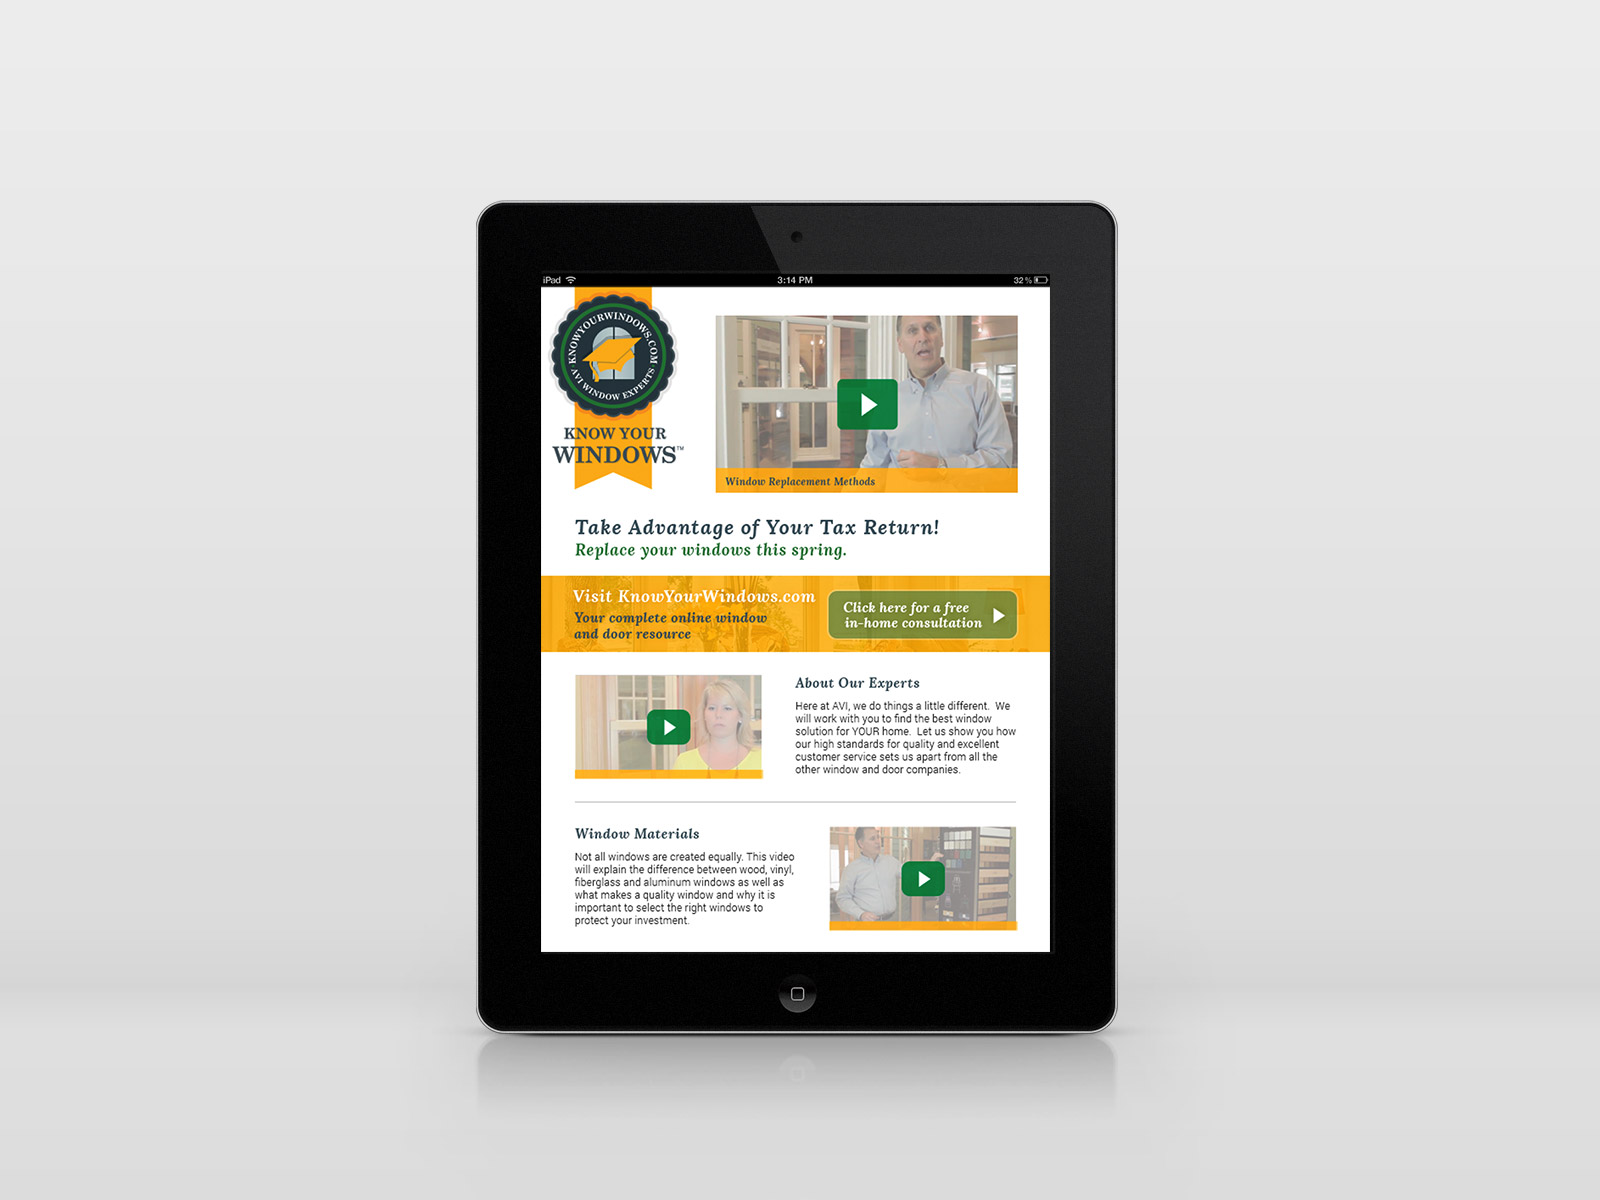 iPad
3:14 PM
32%
KNOWYOURWINDOWS.COM
AVI WINDOW EXPERTS
KNOW YOUR
WINDOWS™
Window Replacement Methods
Take Advantage of Your Tax Return!
Replace your windows this spring.
Visit KnowYourWindows.com
Your complete online window
and door resource
Click here for a free
in-home consultation
About Our Experts
Here at AVI, we do things a little different. We
will work with you to find the best window
solution for YOUR home. Let us show you how
our high standards for quality and excellent
customer service sets us apart from all the
other window and door companies.
Window Materials
Not all windows are created equally. This video
will explain the difference between wood, vinyl,
fiberglass and aluminum windows as well as
what makes a quality window and why it is
important to select the right windows to
protect your investment.